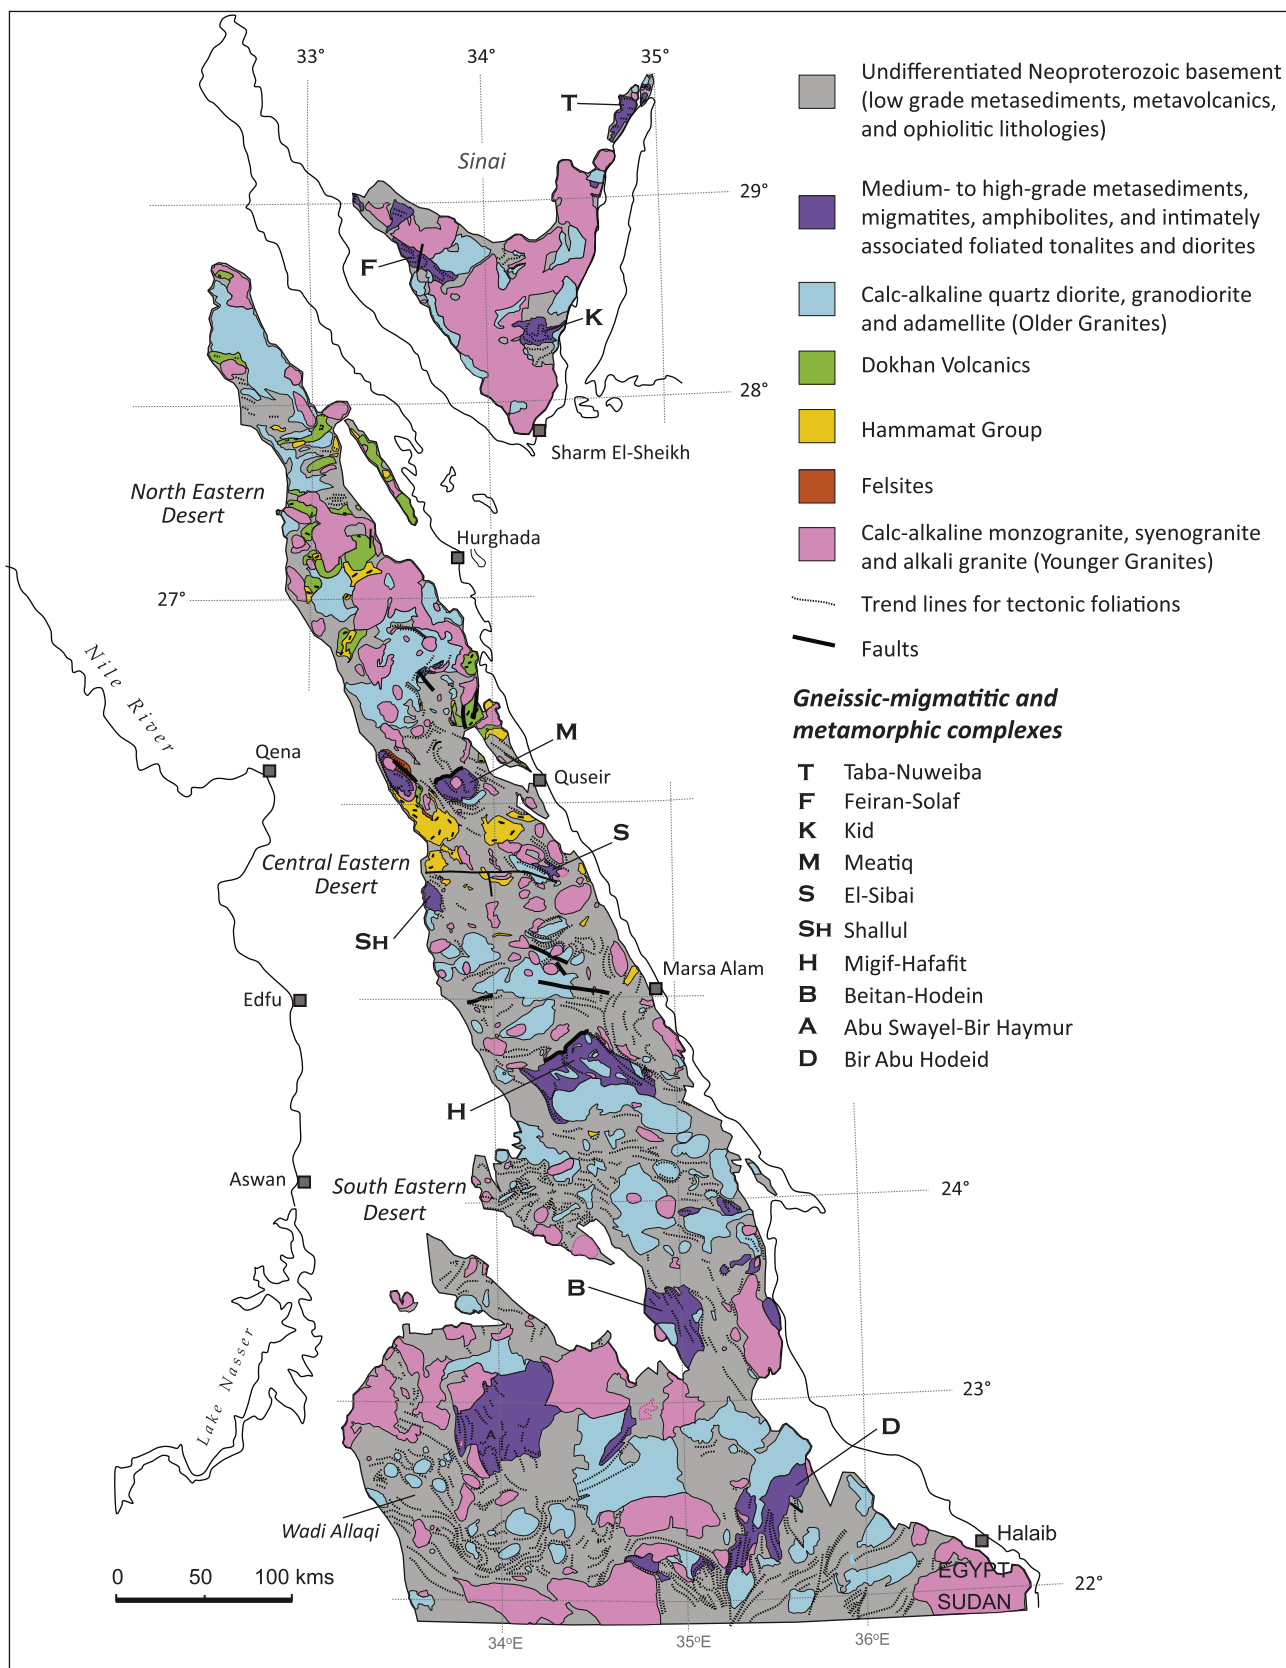 33°
34°
35°
T
Sinai
29°
F
K
28°
Sharm El-Sheikh
North Eastern
Desert
Hurghada
27°
Nile River
Qena
M
Quseir
S
Central Eastern
Desert
SH
Marsa Alam
Edfu
H
Aswan
South Eastern
Desert
24°
B
Lake Nasser
23°
A
D
Wadi Allaqi
Halaib
EGYPT
SUDAN
22°
0 50 100 kms
34°E
35°E
36°E
Undifferentiated Neoproterozoic basement
(low grade metasediments, metavolcanics,
and ophiolitic lithologies)
Medium- to high-grade metasediments,
migmatites, amphibolites, and intimately
associated foliated tonalites and diorites
Calc-alkaline quartz diorite, granodiorite
and adamellite (Older Granites)
Dokhan Volcanics
Hammamat Group
Felsites
Calc-alkaline monzogranite, syenogranite
and alkali granite (Younger Granites)
Trend lines for tectonic foliations
Faults
Gneissic-migmatitic and
metamorphic complexes
T Taba-Nuweiba
F Feiran-Solaf
K Kid
M Meatiq
S El-Sibai
SH Shallul
H Migif-Hafafit
B Beitan-Hodein
A Abu Swayel-Bir Haymur
D Bir Abu Hodeid